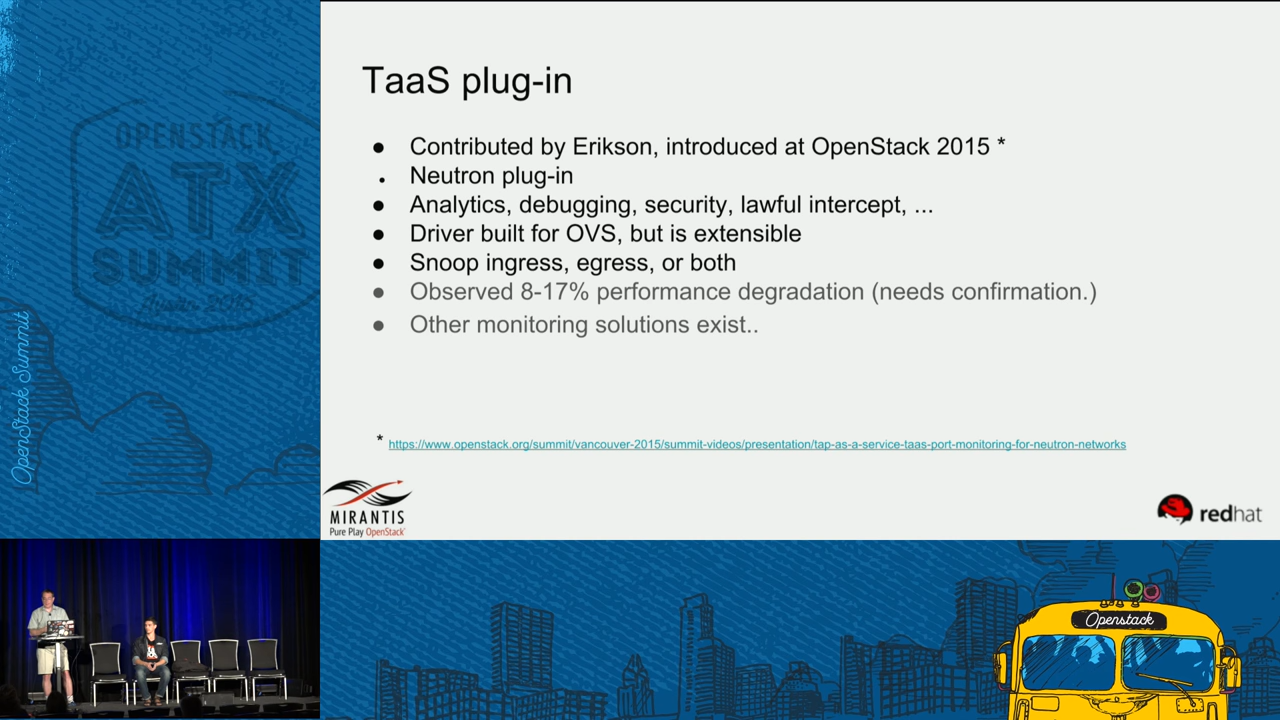 OPENSTACK
ATX
SUMMIT
Austin 2016
OpenStack Summit
TaaS plug-in
● Contributed by Erikson, introduced at OpenStack 2015 *
● Neutron plug-in
● Analytics, debugging, security, lawful intercept, ...
● Driver built for OVS, but is extensible
● Snoop ingress, egress, or both
● Observed 8-17% performance degradation (needs confirmation.)
● Other monitoring solutions exist..
* https://www.openstack.org/summit/vancouver-2015/summit-videos/presentation/tap-as-a-service-taas-port-monitoring-for-neutron-networks
MIRANTIS
Pure Play OpenStack
redhat
Openstack